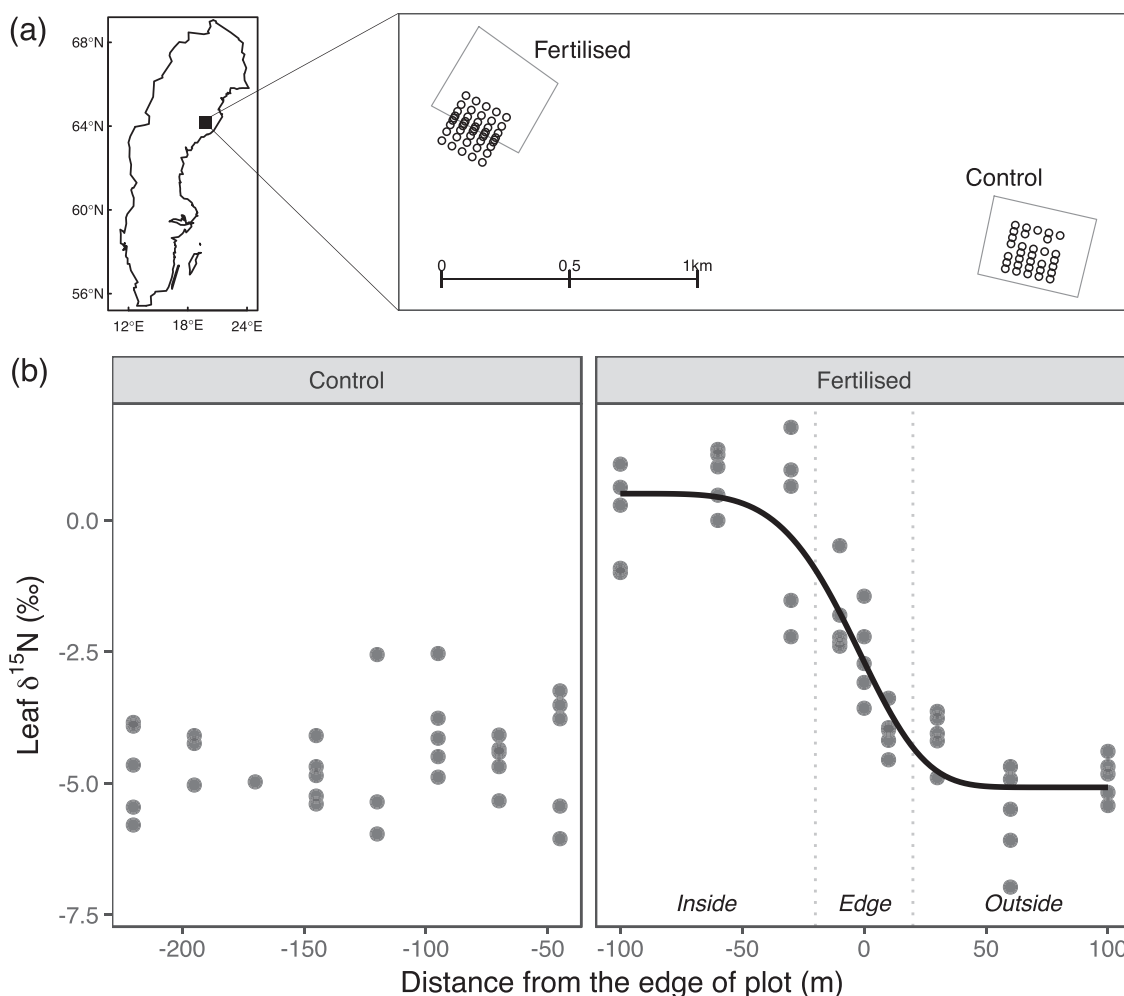 (a)
68°N
64°N
60°N
56°N
12°E 18°E 24°E
Fertilised
Control
0 0.5 1km
(b)
Control Fertilised
Leaf δ¹⁵N (‰)
0.0
-2.5
-5.0
-7.5
Inside Edge Outside
-200 -150 -100 -50 -100 -50 0 50 100
Distance from the edge of plot (m)